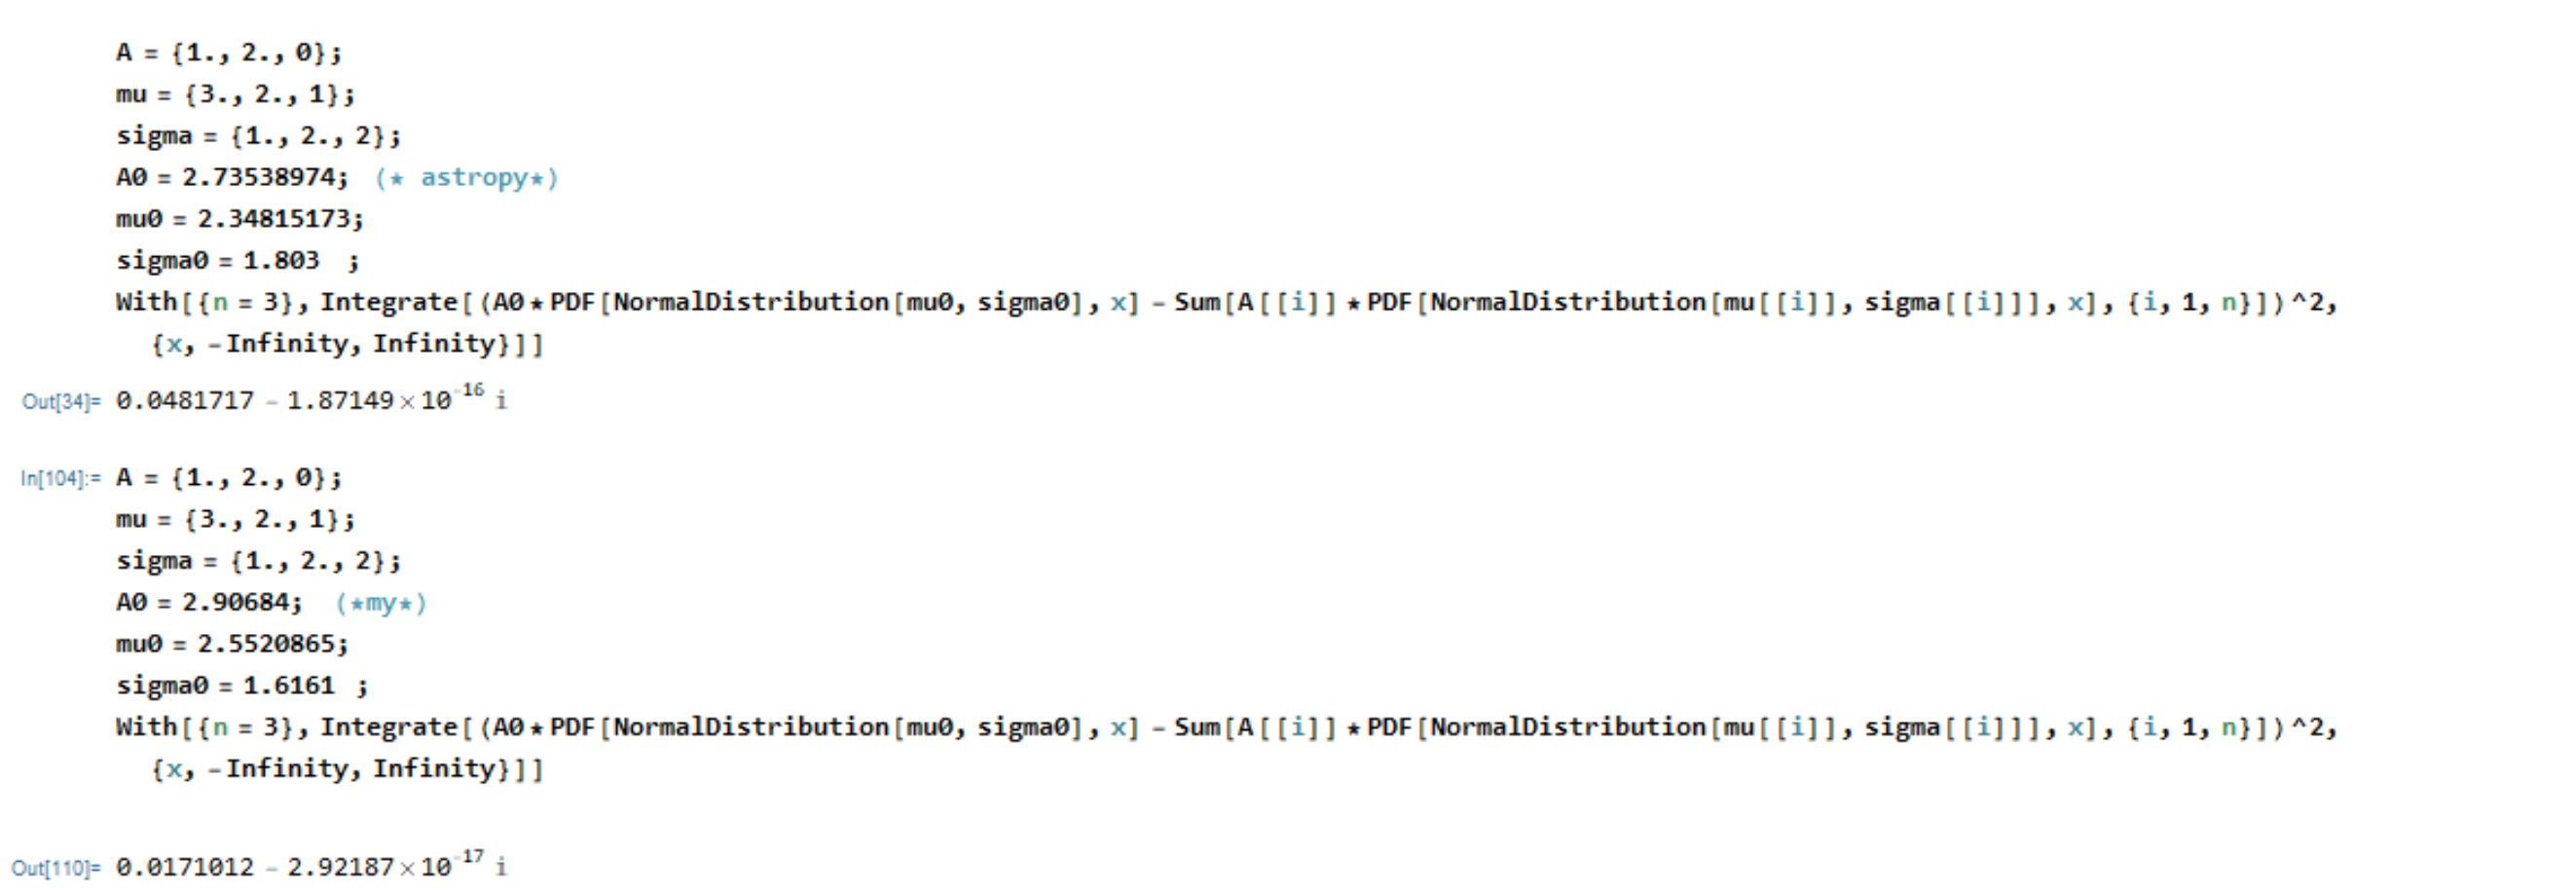 A = {1., 2., 0};
mu = {3., 2., 1};
sigma = {1., 2., 2};
A0 = 2.73538974; (* astropy*)
mu0 = 2.34815173;
sigma0 = 1.803 ;
With[{n = 3}, Integrate[(A0*PDF[NormalDistribution[mu0, sigma0], x] - Sum[A[[i]] *PDF[NormalDistribution[mu[[i]], sigma[[i]]], x], {i, 1, n}])^2,
{x, -Infinity, Infinity}]]
Out[34]= 0.0481717 - 1.87149×10^-16 i
In[104]:= A = {1., 2., 0};
mu = {3., 2., 1};
sigma = {1., 2., 2};
A0 = 2.90684; (*my*)
mu0 = 2.5520865;
sigma0 = 1.6161 ;
With[{n = 3}, Integrate[(A0*PDF[NormalDistribution[mu0, sigma0], x] - Sum[A[[i]] *PDF[NormalDistribution[mu[[i]], sigma[[i]]], x], {i, 1, n}])^2,
{x, -Infinity, Infinity}]]
Out[110]= 0.0171012 - 2.92187×10^-17 i